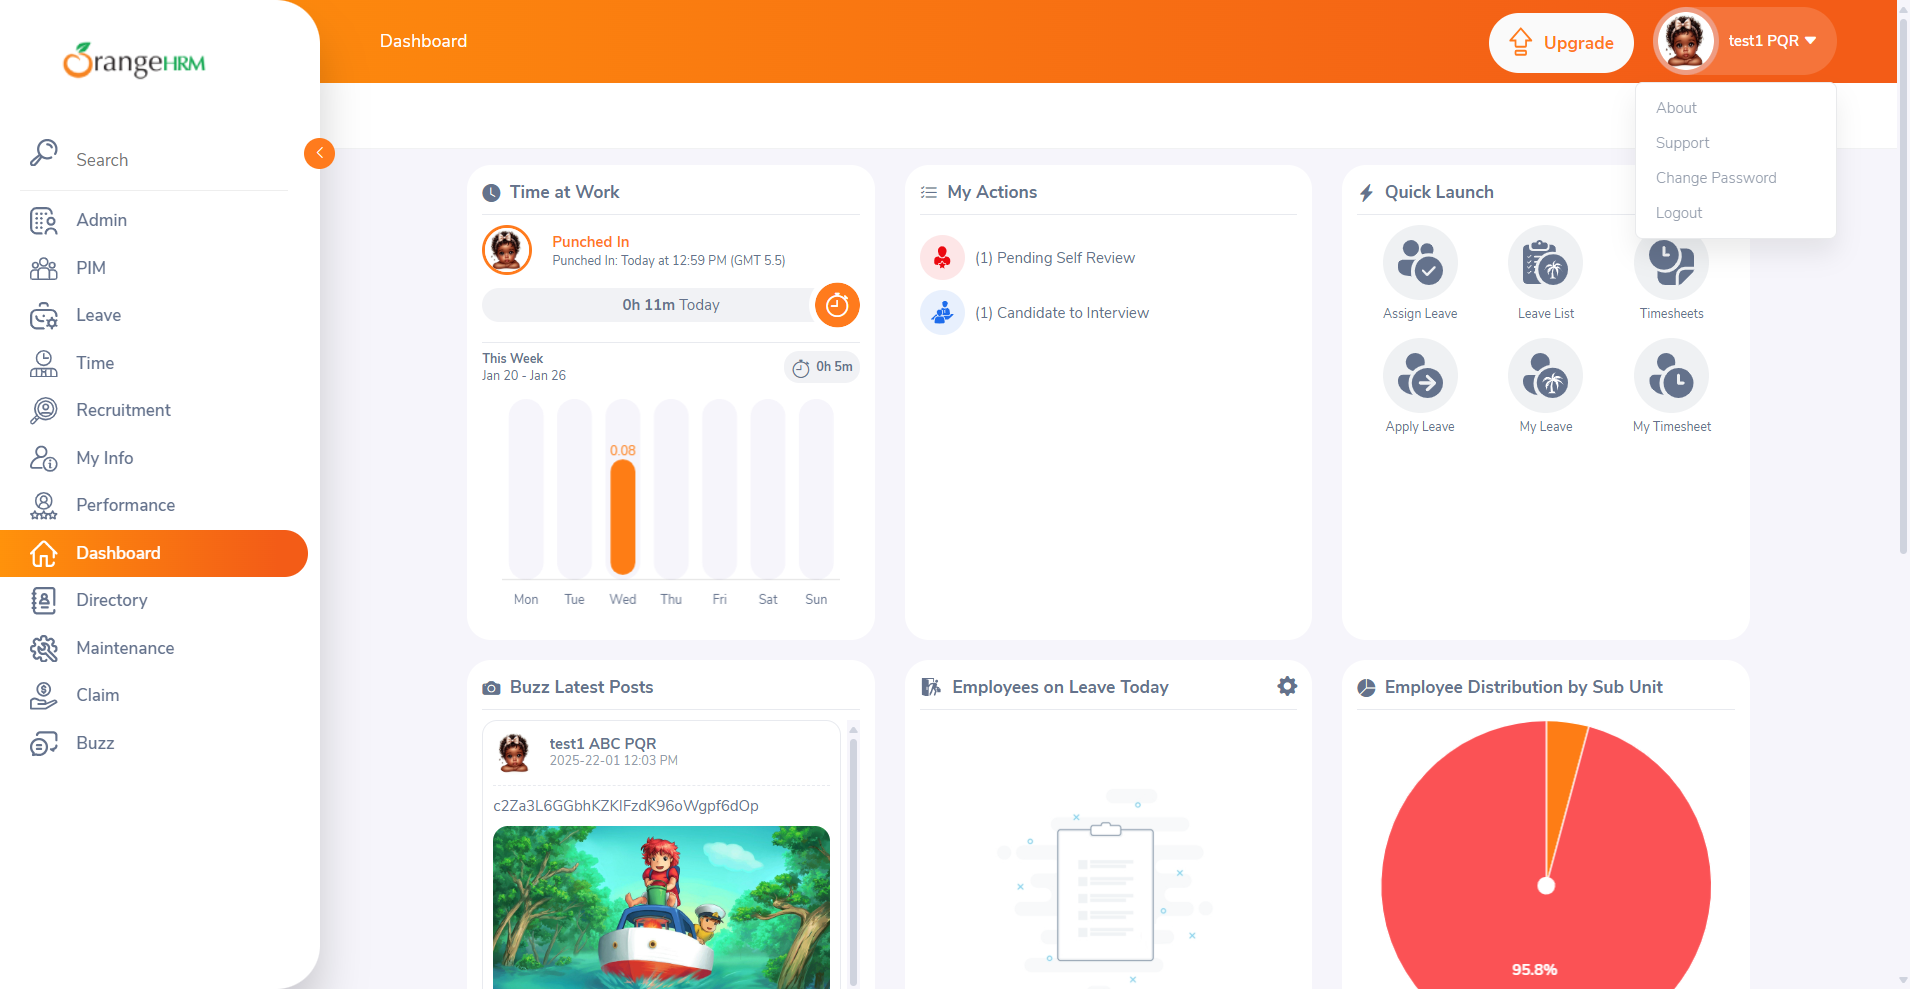 OrangeHRM
Search
Admin
PIM
Leave
Time
Recruitment
My Info
Performance
Dashboard
Directory
Maintenance
Claim
Buzz
Dashboard
Upgrade
test1 PQR
About
Support
Change Password
Logout
Time at Work
Punched In
Punched In: Today at 12:59 PM (GMT 5.5)
0h 11m Today
This Week
Jan 20 - Jan 26
0h 5m
0.08
Mon Tue Wed Thu Fri Sat Sun
My Actions
(1) Pending Self Review
(1) Candidate to Interview
Quick Launch
Assign Leave
Leave List
Timesheets
Apply Leave
My Leave
My Timesheet
Buzz Latest Posts
test1 ABC PQR
2025-22-01 12:03 PM
c2Za3L6GGbhKZKlFzdK96oWgpf6dOp
Employees on Leave Today
Employee Distribution by Sub Unit
95.8%